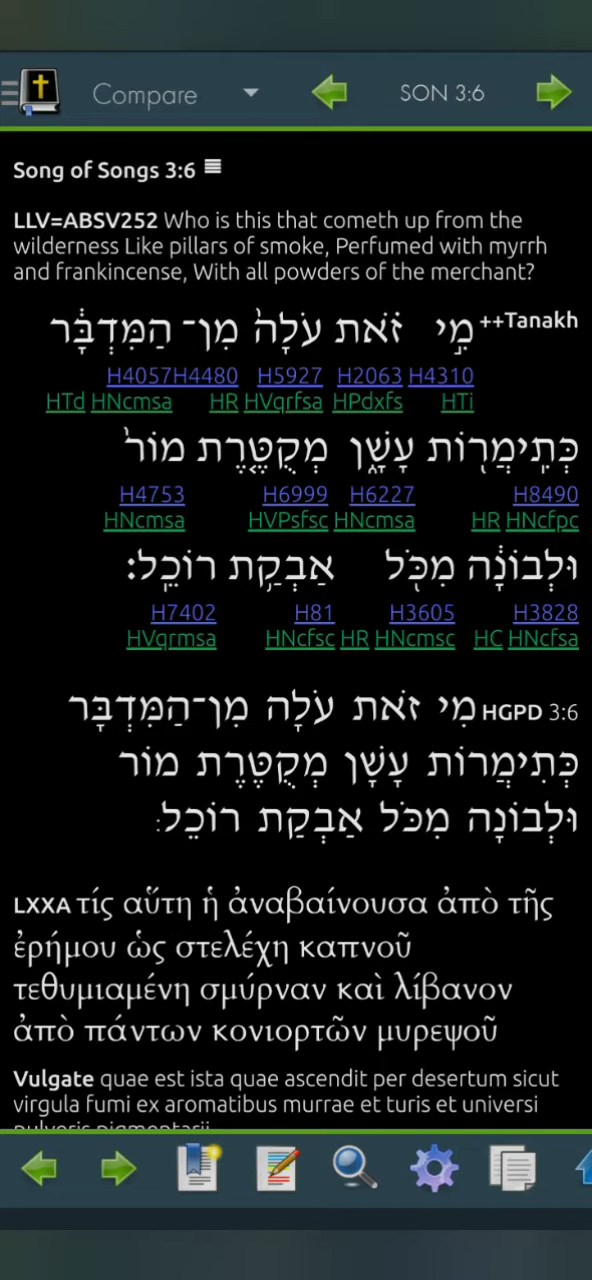 Compare
SON 3:6
Song of Songs 3:6
LLV=ABSV252 Who is this that cometh up from the
wilderness Like pillars of smoke, Perfumed with myrrh
and frankincense, With all powders of the merchant?
++Tanakh מִ֣י זֹ֗את עֹלָה֙ מִן־ הַמִּדְבָּ֔ר
H4057 H4480 H5927 H2063 H4310
HTd HNcmsa HR HVqrfsa HPdxfs HTi
כְּתִֽימֲר֖וֹת עָשָׁ֑ן מְקֻטֶּ֤רֶת מוֹר֙
H4753 H6999 H6227 H8490
HNcmsa HVPsfsc HNcmsa HR HNcfpc
וּלְבוֹנָ֔ה מִכֹּ֖ל אַבְקַ֥ת רוֹכֵֽל׃
H7402 H81 H3605 H3828
HVqrmsa HNcfsc HR HNcmsc HC HNcfsa
HGPD 3:6 מִי זֹאת עֹלָה מִן־הַמִּדְבָּר
כְּתִימֲרוֹת עָשָׁן מְקֻטֶּרֶת מוֹר
וּלְבוֹנָה מִכֹּל אַבְקַת רוֹכֵל׃
LXXA τίς αὕτη ἡ ἀναβαίνουσα ἀπὸ τῆς
ἐρήμου ὡς στελέχη καπνοῦ
τεθυμιαμένη σμύρναν καὶ λίβανον
ἀπὸ πάντων κονιορτῶν μυρεψοῦ
Vulgate quae est ista quae ascendit per desertum sicut
virgula fumi ex aromatibus murrae et turis et universi
pulveris pigmentarii